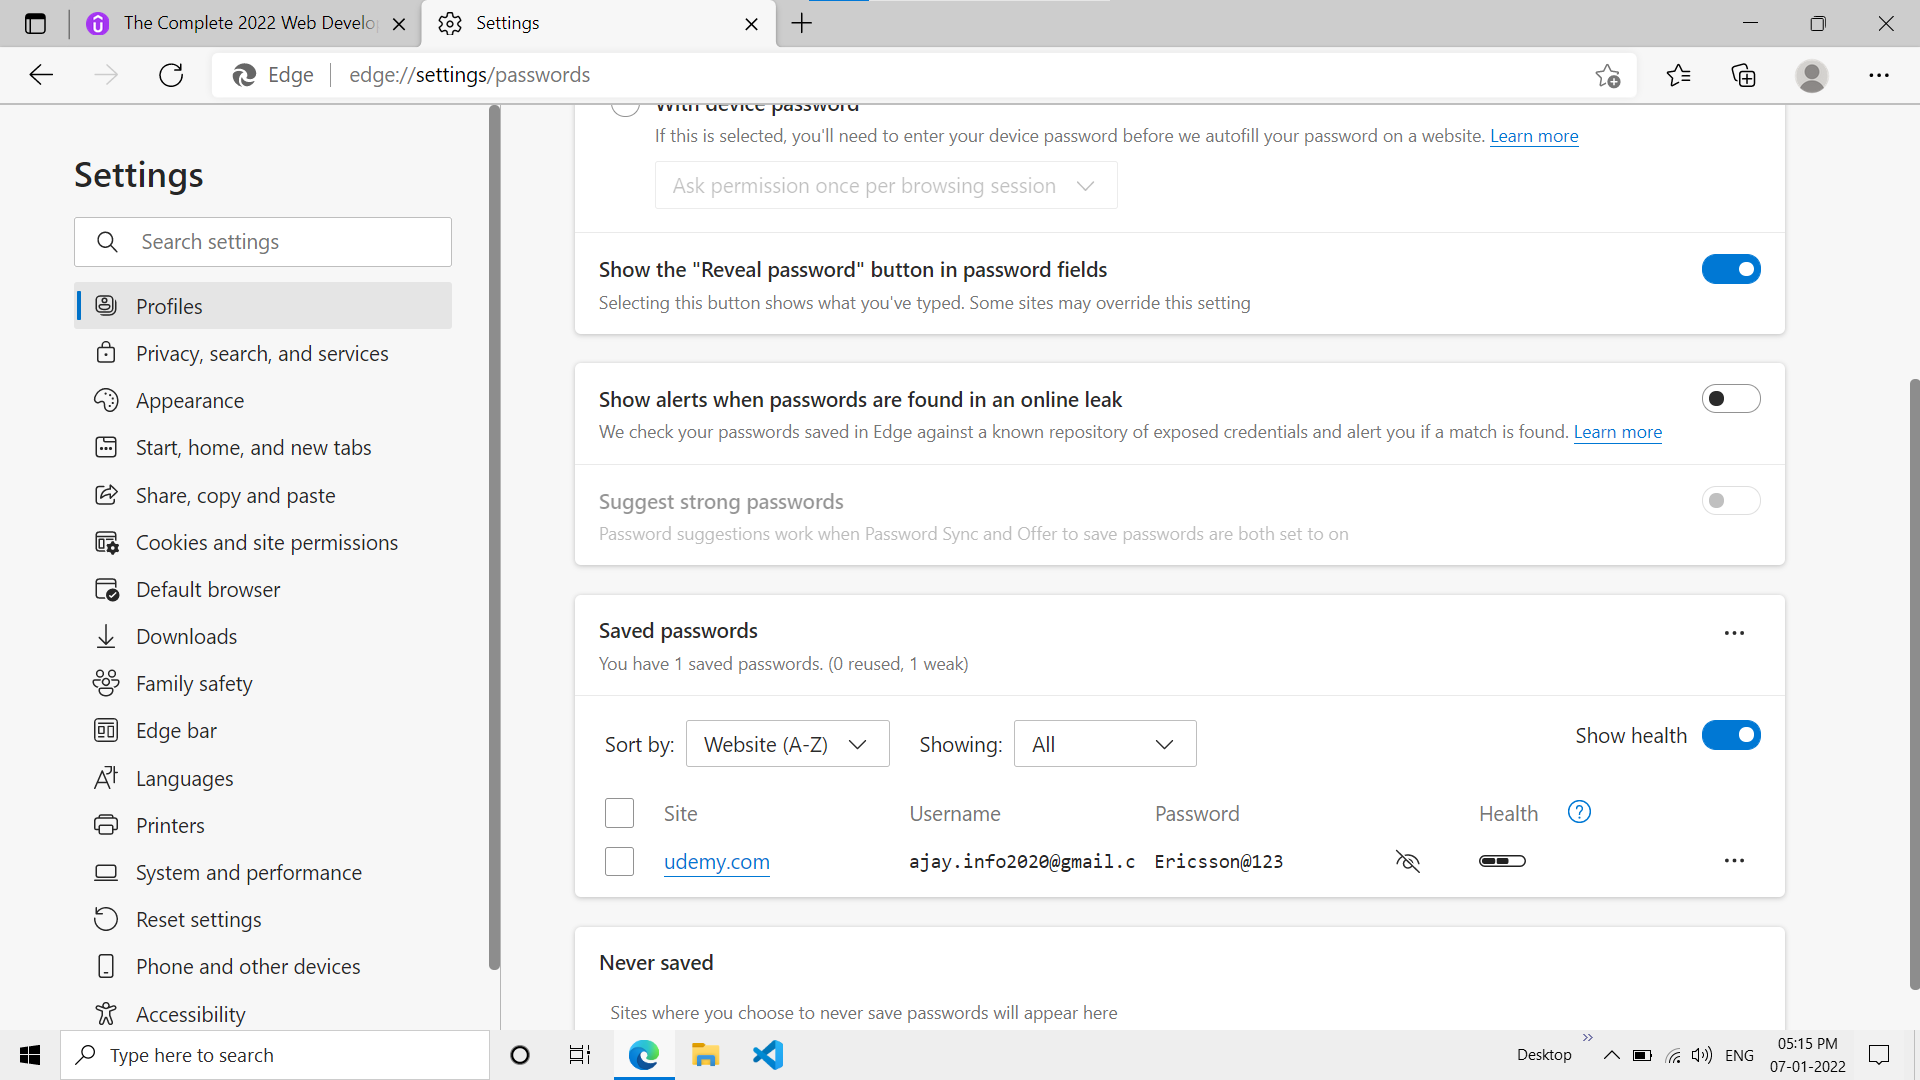 The Complete 2022 Web Develo
Settings
Edge
edge://settings/passwords
Settings
Search settings
Profiles
Privacy, search, and services
Appearance
Start, home, and new tabs
Share, copy and paste
Cookies and site permissions
Default browser
Downloads
Family safety
Edge bar
Languages
Printers
System and performance
Reset settings
Phone and other devices
Accessibility
With device password
If this is selected, you'll need to enter your device password before we autofill your password on a website. Learn more
Ask permission once per browsing session
Show the "Reveal password" button in password fields
Selecting this button shows what you've typed. Some sites may override this setting
Show alerts when passwords are found in an online leak
We check your passwords saved in Edge against a known repository of exposed credentials and alert you if a match is found. Learn more
Suggest strong passwords
Password suggestions work when Password Sync and Offer to save passwords are both set to on
Saved passwords
You have 1 saved passwords. (0 reused, 1 weak)
Sort by: Website (A-Z) Showing: All Show health
Site Username Password Health ?
udemy.com ajay.info2020@gmail.c Ericsson@123
Never saved
Sites where you choose to never save passwords will appear here
Type here to search
Desktop
ENG
05:15 PM
07-01-2022